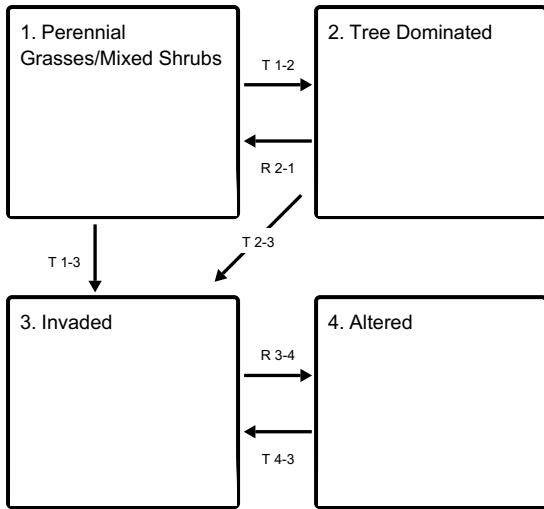 1. Perennial
Grasses/Mixed Shrubs
2. Tree Dominated
T 1-2
R 2-1
T 1-3
T 2-3
3. Invaded
4. Altered
R 3-4
T 4-3